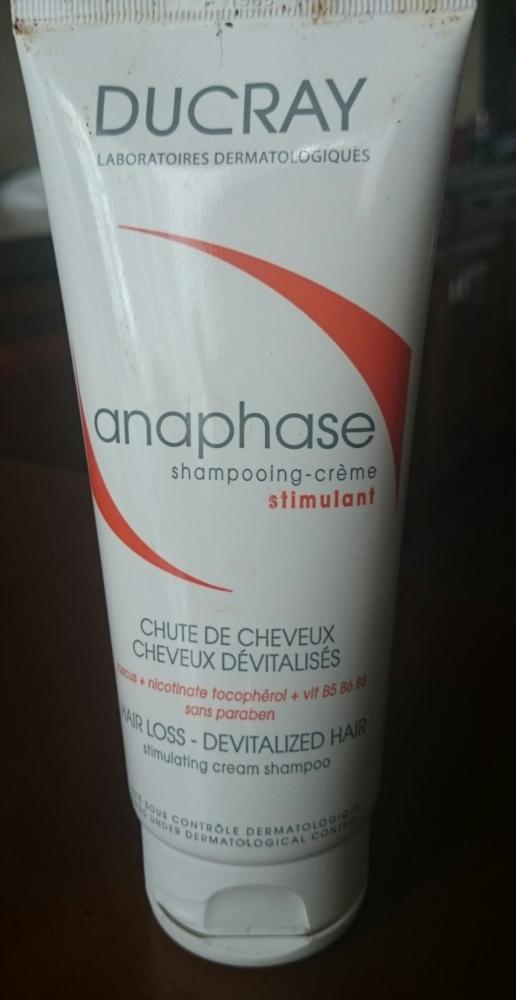 DUCRAY
LABORATOIRES DERMATOLOGIQUES
anaphase
shampooing-crème
stimulant
CHUTE DE CHEVEUX
CHEVEUX DÉVITALISÉS
+ nicotinate tocophérol + vit B5 B6 B8
sans paraben
HAIR LOSS - DEVITALIZED HAIR
stimulating cream shampoo
SOUS CONTRÔLE DERMATOLOGIQUE
UNDER DERMATOLOGICAL CONTROL